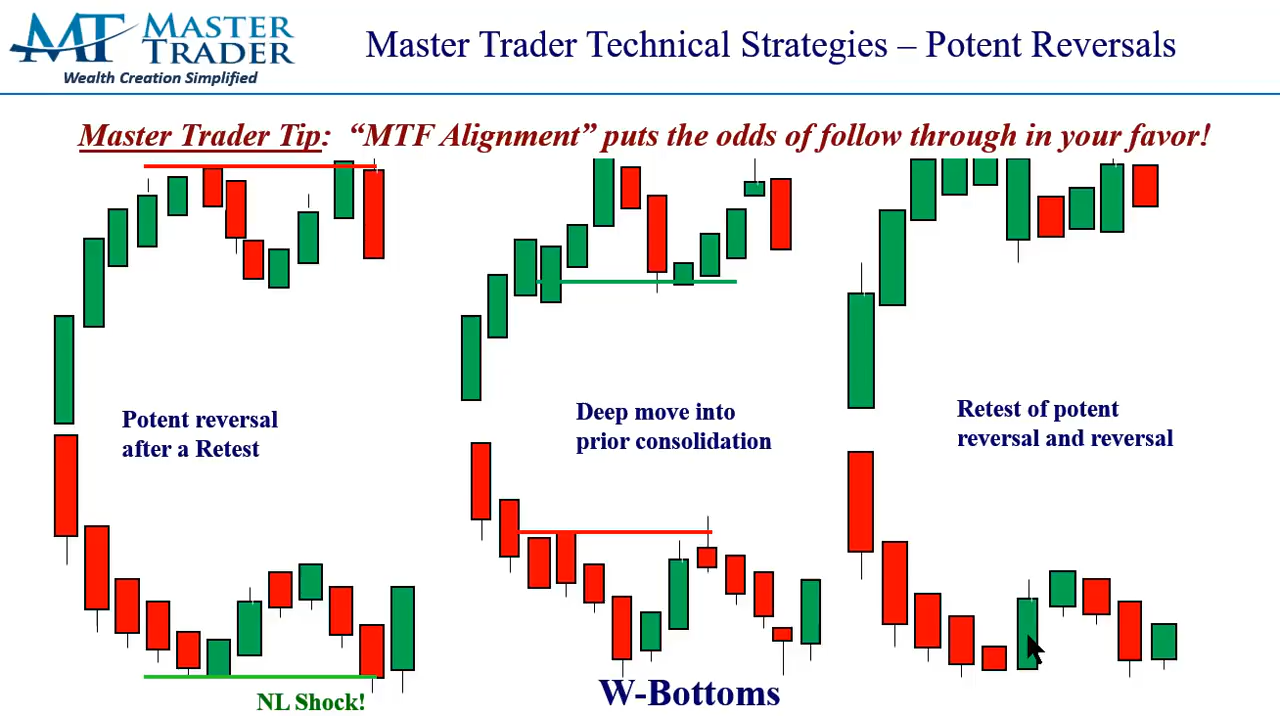 MT MASTER
TRADER
Wealth Creation Simplified
Master Trader Technical Strategies – Potent Reversals
Master Trader Tip: “MTF Alignment” puts the odds of follow through in your favor!
Potent reversal
after a Retest
Deep move into
prior consolidation
Retest of potent
reversal and reversal
NL Shock!
W-Bottoms